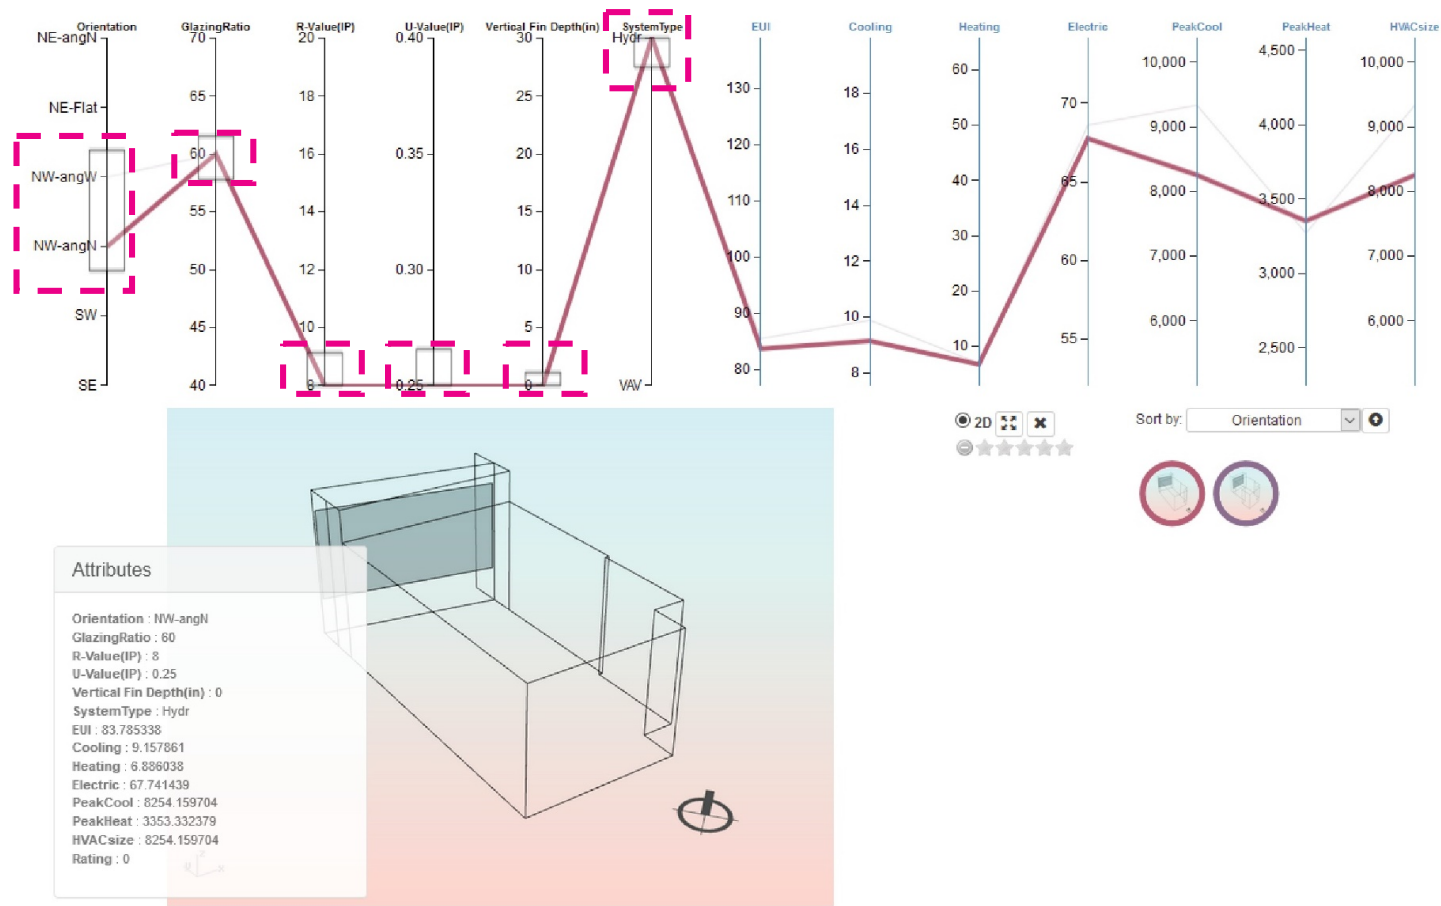 Orientation GlazingRatio R-Value(IP) U-Value(IP) Vertical Fin Depth(in) SystemType EUI Cooling Heating Electric PeakCool PeakHeat HVACsize
NE-angN 70 20 0.40 30 Hydr
4,500
60 10,000 10,000
NE-Flat 65 18 25 130 18 70
60 16 0.35 20 120 16 50 9,000 4,000 9,000
NW-angW 40 65 8,000 3,500 8,000
55 14 15 110 14
NW-angN 50 12 0.30 10 100 12 30 60 7,000 3,000 7,000
20
SW 45 10 5 90 10 10 55 6,000 2,500 6,000
SE 40 8 0.25 0 VAV 80 8
2D
Sort by: Orientation
Attributes
Orientation : NW-angN
GlazingRatio : 60
R-Value(IP) : 8
U-Value(IP) : 0.25
Vertical Fin Depth(in) : 0
SystemType : Hydr
EUI : 83.785338
Cooling : 9.157861
Heating : 6.886038
Electric : 67.741439
PeakCool : 8254.159704
PeakHeat : 3353.332379
HVACsize : 8254.159704
Rating : 0
z
x